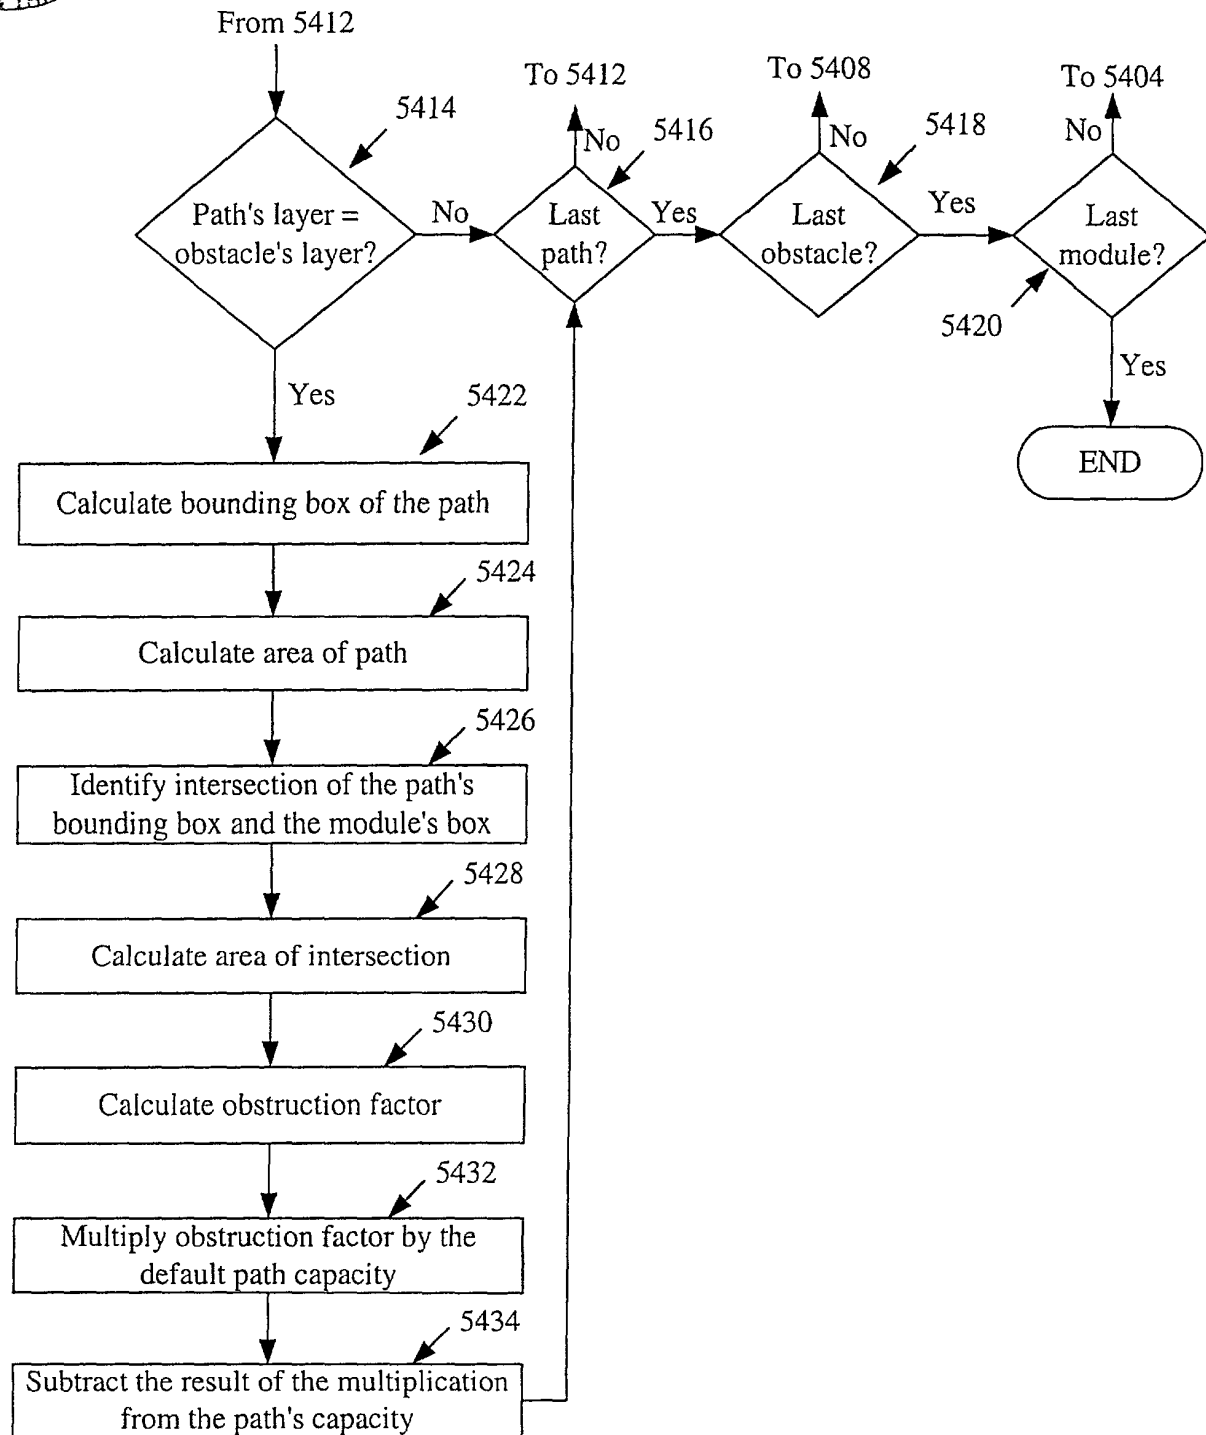 From 5412
5414
Path's layer =
obstacle's layer?
No
To 5412
No
5416
Last
path?
Yes
To 5408
No
5418
Last
obstacle?
Yes
To 5404
No
Last
module?
5420
Yes
END
Yes
5422
Calculate bounding box of the path
5424
Calculate area of path
5426
Identify intersection of the path's
bounding box and the module's box
5428
Calculate area of intersection
5430
Calculate obstruction factor
5432
Multiply obstruction factor by the
default path capacity
5434
Subtract the result of the multiplication
from the path's capacity